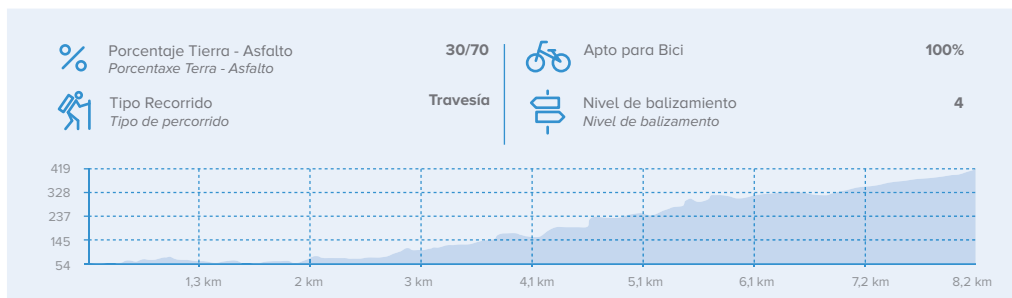 Porcentaje Tierra - Asfalto 30/70
Porcentaxe Terra - Asfalto
Tipo Recorrido Travesía
Tipo de percorrido
Apto para Bici 100%
Nivel de balizamiento 4
Nivel de balizamento
419
328
237
145
54
1,3 km 2 km 3 km 4,1 km 5,1 km 6,1 km 7,2 km 8,2 km